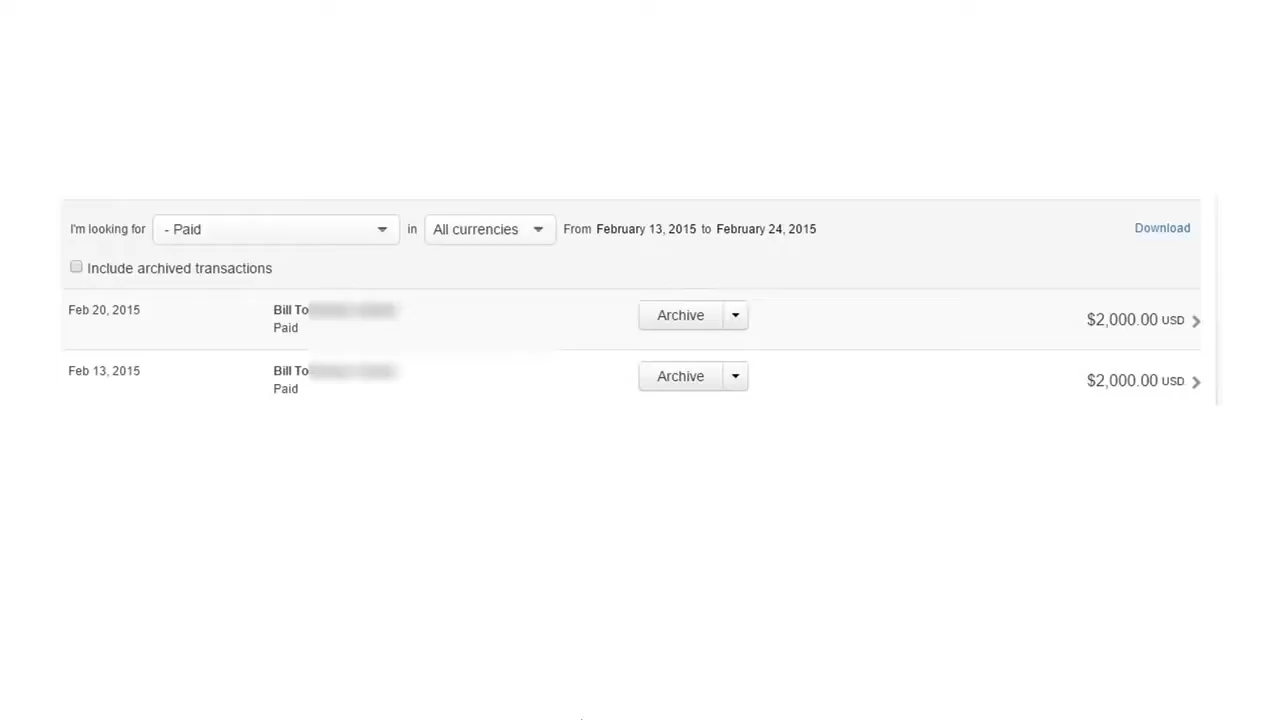 I'm looking for - Paid in All currencies From February 13, 2015 to February 24, 2015 Download
Include archived transactions
Feb 20, 2015 Bill To Archive $2,000.00 USD
Paid
Feb 13, 2015 Bill To Archive $2,000.00 USD
Paid